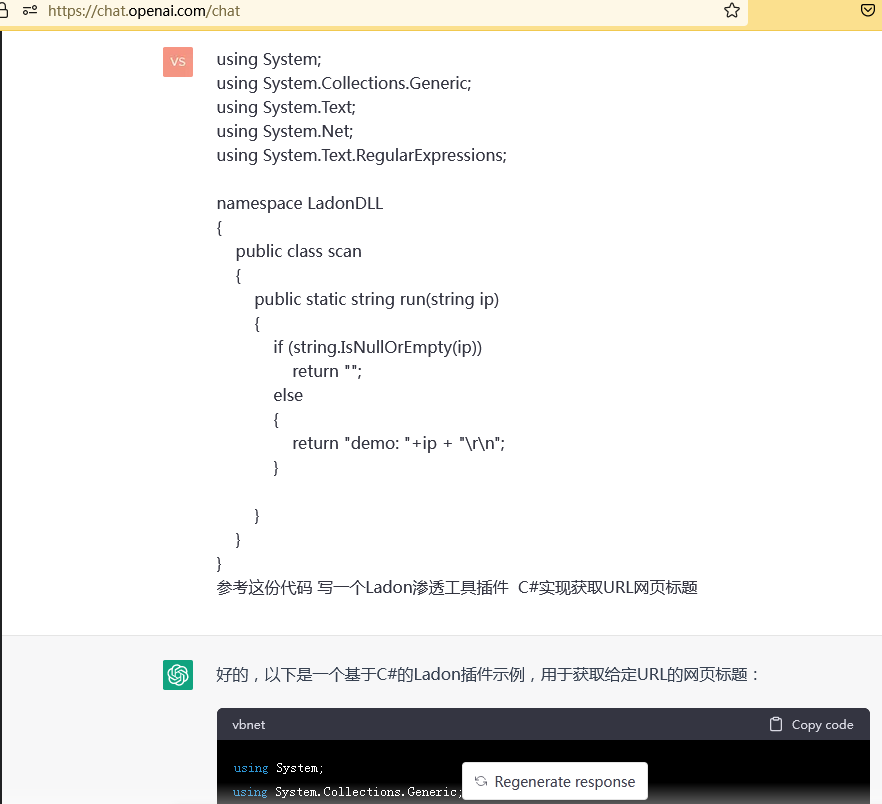 https://chat.openai.com/chat
VS
using System;
using System.Collections.Generic;
using System.Text;
using System.Net;
using System.Text.RegularExpressions;
namespace LadonDLL
{
public class scan
{
public static string run(string ip)
{
if (string.IsNullOrEmpty(ip))
return "";
else
{
return "demo: "+ip + "\r\n";
}
}
}
}
参考这份代码 写一个Ladon渗透工具插件 C#实现获取URL网页标题
好的，以下是一个基于C#的Ladon插件示例，用于获取给定URL的网页标题：
vbnet
Copy code
using System;
using System.Collections.Generic;
Regenerate response